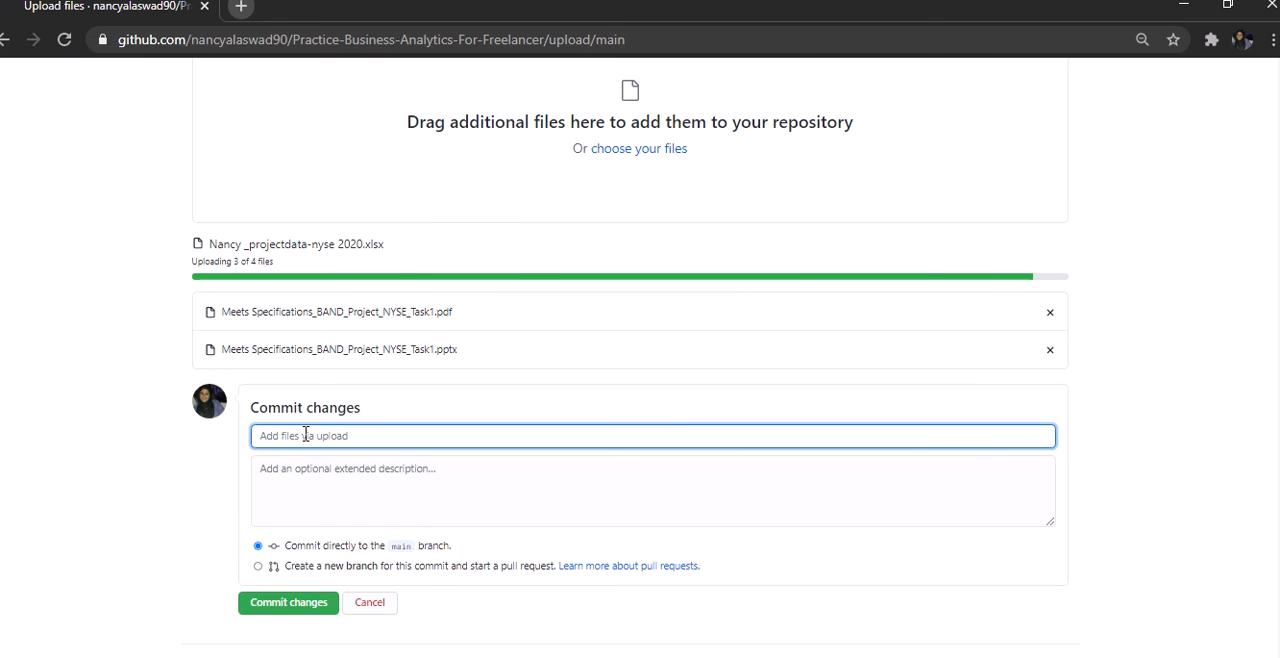 Upload files · nancyalaswad90/Pr
github.com/nancyalaswad90/Practice-Business-Analytics-For-Freelancer/upload/main
Drag additional files here to add them to your repository
Or choose your files
Nancy _projectdata-nyse 2020.xlsx
Uploading 3 of 4 files
Meets Specifications_BAND_Project_NYSE_Task1.pdf
Meets Specifications_BAND_Project_NYSE_Task1.pptx
Commit changes
Add files via upload
Add an optional extended description...
Commit directly to the main branch.
Create a new branch for this commit and start a pull request. Learn more about pull requests.
Commit changes Cancel